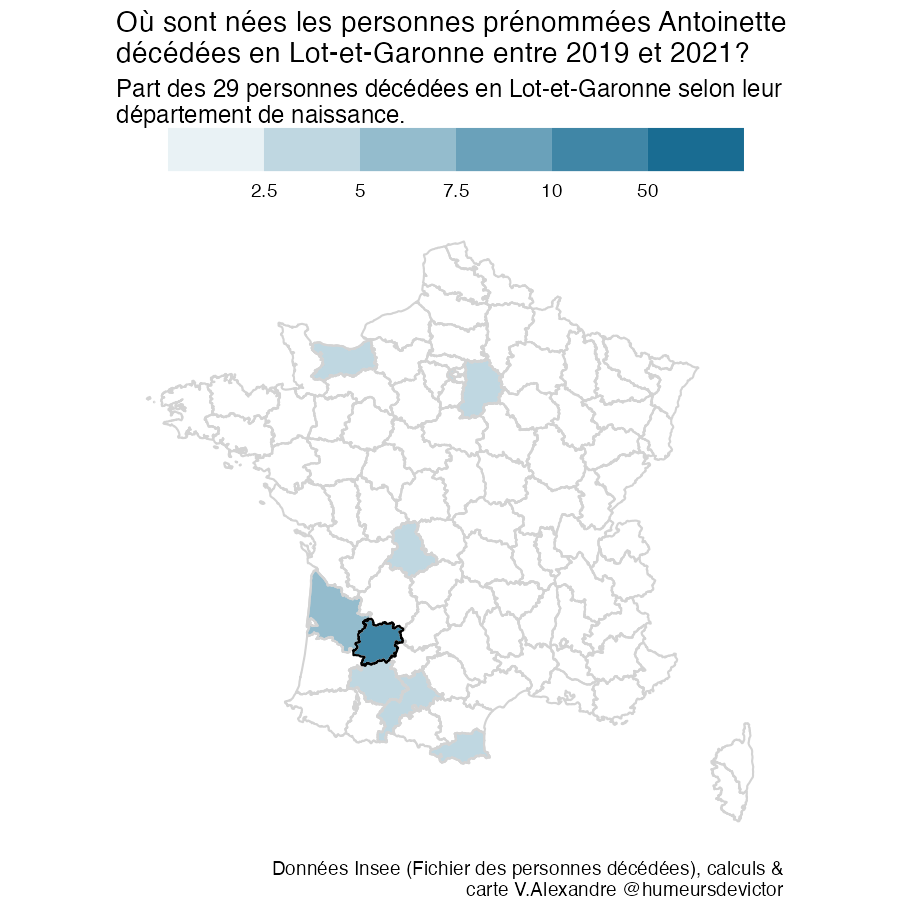 Où sont nées les personnes prénommées Antoinette
décédées en Lot-et-Garonne entre 2019 et 2021?
Part des 29 personnes décédées en Lot-et-Garonne selon leur
département de naissance.
2.5 5 7.5 10 50
Données Insee (Fichier des personnes décédées), calculs &
carte V.Alexandre @humeursdevictor